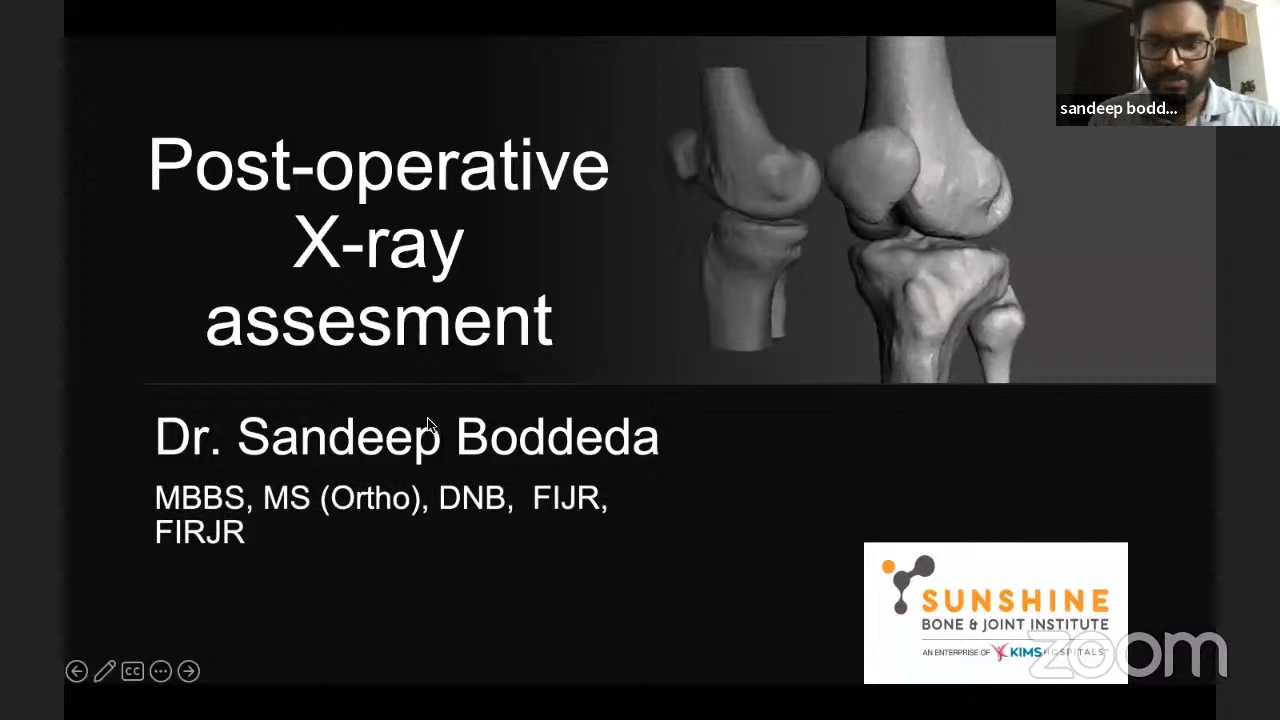 sandeep bodd...
Post-operative
X-ray
assesment
Dr. Sandeep Boddeda
MBBS, MS (Ortho), DNB, FIJR,
FIRJR
SUNSHINE
BONE & JOINT INSTITUTE
AN ENTERPRISE OF KIMS HOSPITALS
zoom
CC